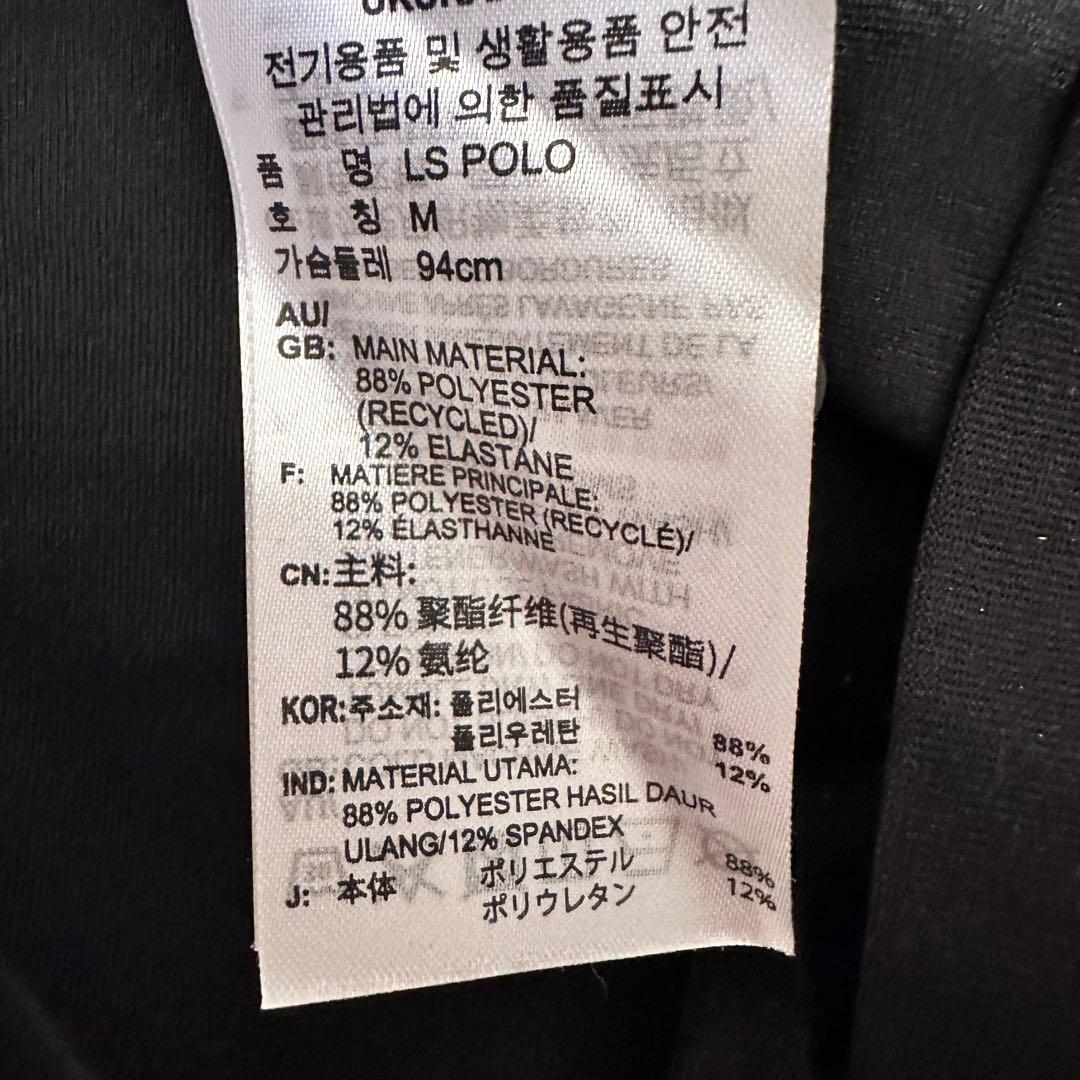 전기용품 및 생활용품 안전
관리법에 의한 품질표시
품 명 LS POLO
호 칭 M
가슴둘레 94cm
AU/
GB: MAIN MATERIAL:
88% POLYESTER
(RECYCLED)/
12% ELASTANE
F: MATIERE PRINCIPALE:
88% POLYESTER (RECYCLÉ)/
12% ÉLASTHANNE
CN:主料:
88% 聚酯纤维(再生聚酯)/
12% 氨纶
KOR:주소재: 폴리에스터 88%
폴리우레탄 12%
IND: MATERIAL UTAMA:
88% POLYESTER HASIL DAUR
ULANG/12% SPANDEX
J: 本体 ポリエステル 88%
ポリウレタン 12%